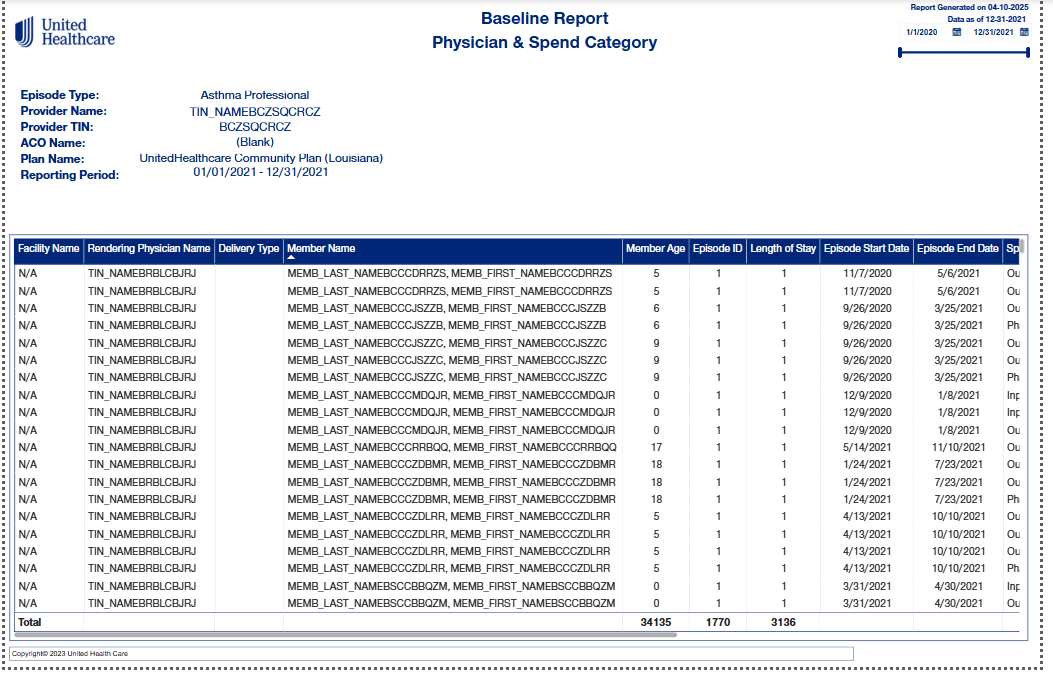 Report Generated on 04-10-2025
Data as of 12-31-2021
1/1/2020 12/31/2021
United
Healthcare
Baseline Report
Physician & Spend Category
Episode Type: Asthma Professional
Provider Name: TIN_NAMEBCZSQCRCZ
Provider TIN: BCZSQCRCZ
ACO Name: (Blank)
Plan Name: UnitedHealthcare Community Plan (Louisiana)
Reporting Period: 01/01/2021 - 12/31/2021
Facility Name Rendering Physician Name Delivery Type Member Name Member Age Episode ID Length of Stay Episode Start Date Episode End Date Sp
N/A TIN_NAMEBRBLCBJRJ MEMB_LAST_NAMEBCCCDRRZS, MEMB_FIRST_NAMEBCCCDRRZS 5 1 1 11/7/2020 5/6/2021 Ou
N/A TIN_NAMEBRBLCBJRJ MEMB_LAST_NAMEBCCCDRRZS, MEMB_FIRST_NAMEBCCCDRRZS 5 1 1 11/7/2020 5/6/2021 Ou
N/A TIN_NAMEBRBLCBJRJ MEMB_LAST_NAMEBCCCJSZZB, MEMB_FIRST_NAMEBCCCJSZZB 6 1 1 9/26/2020 3/25/2021 Ou
N/A TIN_NAMEBRBLCBJRJ MEMB_LAST_NAMEBCCCJSZZB, MEMB_FIRST_NAMEBCCCJSZZB 6 1 1 9/26/2020 3/25/2021 Ph
N/A TIN_NAMEBRBLCBJRJ MEMB_LAST_NAMEBCCCJSZZC, MEMB_FIRST_NAMEBCCCJSZZC 9 1 1 9/26/2020 3/25/2021 Ou
N/A TIN_NAMEBRBLCBJRJ MEMB_LAST_NAMEBCCCJSZZC, MEMB_FIRST_NAMEBCCCJSZZC 9 1 1 9/26/2020 3/25/2021 Ou
N/A TIN_NAMEBRBLCBJRJ MEMB_LAST_NAMEBCCCJSZZC, MEMB_FIRST_NAMEBCCCJSZZC 9 1 1 9/26/2020 3/25/2021 Ph
N/A TIN_NAMEBRBLCBJRJ MEMB_LAST_NAMEBCCCMDQJR, MEMB_FIRST_NAMEBCCCMDQJR 0 1 1 12/9/2020 1/8/2021 Inp
N/A TIN_NAMEBRBLCBJRJ MEMB_LAST_NAMEBCCCMDQJR, MEMB_FIRST_NAMEBCCCMDQJR 0 1 1 12/9/2020 1/8/2021 Inp
N/A TIN_NAMEBRBLCBJRJ MEMB_LAST_NAMEBCCCMDQJR, MEMB_FIRST_NAMEBCCCMDQJR 0 1 1 12/9/2020 1/8/2021 Ou
N/A TIN_NAMEBRBLCBJRJ MEMB_LAST_NAMEBCCCRRBQQ, MEMB_FIRST_NAMEBCCCRRBQQ 17 1 1 5/14/2021 11/10/2021 Ou
N/A TIN_NAMEBRBLCBJRJ MEMB_LAST_NAMEBCCCZDBMR, MEMB_FIRST_NAMEBCCCZDBMR 18 1 1 1/24/2021 7/23/2021 Ou
N/A TIN_NAMEBRBLCBJRJ MEMB_LAST_NAMEBCCCZDBMR, MEMB_FIRST_NAMEBCCCZDBMR 18 1 1 1/24/2021 7/23/2021 Ou
N/A TIN_NAMEBRBLCBJRJ MEMB_LAST_NAMEBCCCZDBMR, MEMB_FIRST_NAMEBCCCZDBMR 18 1 1 1/24/2021 7/23/2021 Ph
N/A TIN_NAMEBRBLCBJRJ MEMB_LAST_NAMEBCCCZDLRR, MEMB_FIRST_NAMEBCCCZDLRR 5 1 1 4/13/2021 10/10/2021 Ou
N/A TIN_NAMEBRBLCBJRJ MEMB_LAST_NAMEBCCCZDLRR, MEMB_FIRST_NAMEBCCCZDLRR 5 1 1 4/13/2021 10/10/2021 Ou
N/A TIN_NAMEBRBLCBJRJ MEMB_LAST_NAMEBCCCZDLRR, MEMB_FIRST_NAMEBCCCZDLRR 5 1 1 4/13/2021 10/10/2021 Ou
N/A TIN_NAMEBRBLCBJRJ MEMB_LAST_NAMEBCCCZDLRR, MEMB_FIRST_NAMEBCCCZDLRR 5 1 1 4/13/2021 10/10/2021 Ph
N/A TIN_NAMEBRBLCBJRJ MEMB_LAST_NAMEBSCCBBQZM, MEMB_FIRST_NAMEBSCCBBQZM 0 1 1 3/31/2021 4/30/2021 Inp
N/A TIN_NAMEBRBLCBJRJ MEMB_LAST_NAMEBSCCBBQZM, MEMB_FIRST_NAMEBSCCBBQZM 0 1 1 3/31/2021 4/30/2021 Ou
Total 34135 1770 3136
Copyright© 2023 United Health Care